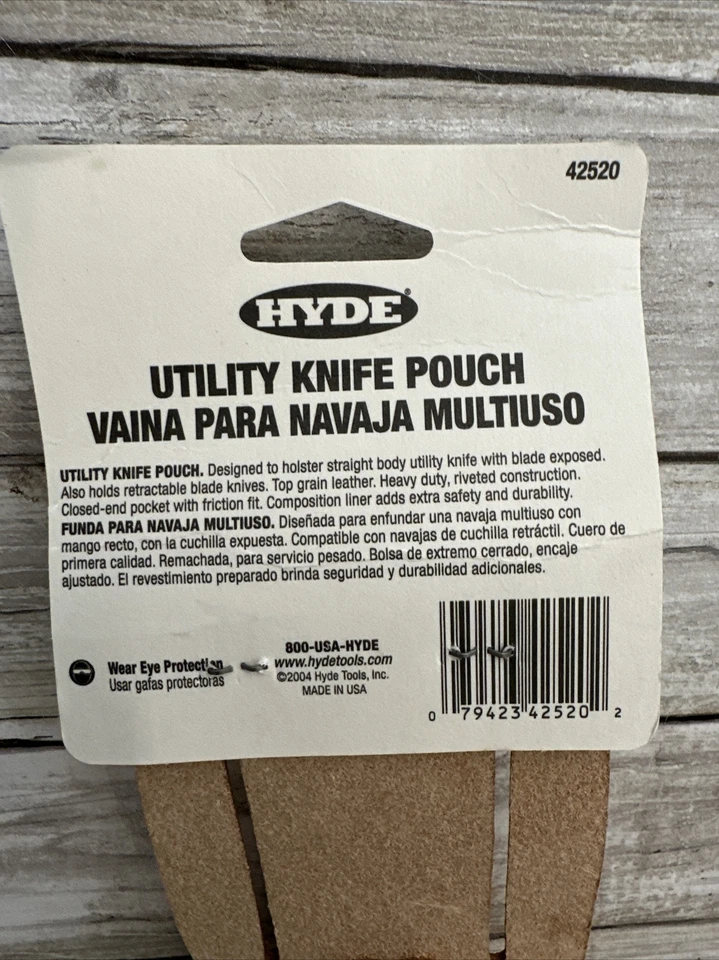 42520
HYDE®
UTILITY KNIFE POUCH
VAINA PARA NAVAJA MULTIUSO
UTILITY KNIFE POUCH. Designed to holster straight body utility knife with blade exposed.
Also holds retractable blade knives. Top grain leather. Heavy duty, riveted construction.
Closed-end pocket with friction fit. Composition liner adds extra safety and durability.
FUNDA PARA NAVAJA MULTIUSO. Diseñada para enfundar una navaja multiuso con
mango recto, con la cuchilla expuesta. Compatible con navajas de cuchilla retráctil. Cuero de
primera calidad. Remachada, para servicio pesado. Bolsa de extremo cerrado, encaje
ajustado. El revestimiento preparado brinda seguridad y durabilidad adicionales.
Wear Eye Protection
Usar gafas protectoras
800-USA-HYDE
www.hydetools.com
©2004 Hyde Tools, Inc.
MADE IN USA
0 79423 42520 2